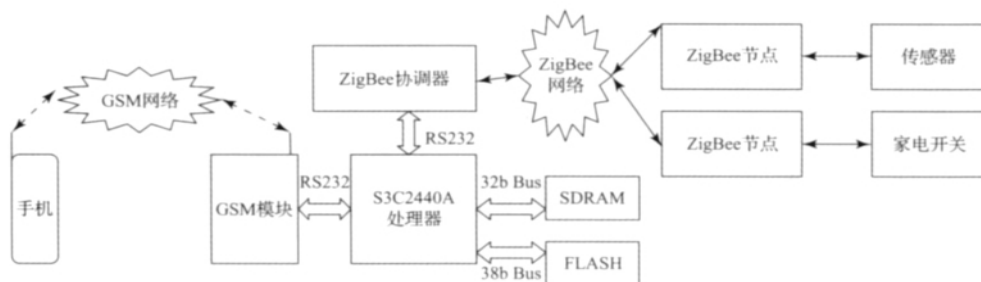 ZigBee协调器
ZigBee
网络
ZigBee节点
传感器
GSM网络
RS232
ZigBee节点
家电开关
手机
GSM模块
RS232
S3C2440A
处理器
32b Bus
SDRAM
38b Bus
FLASH